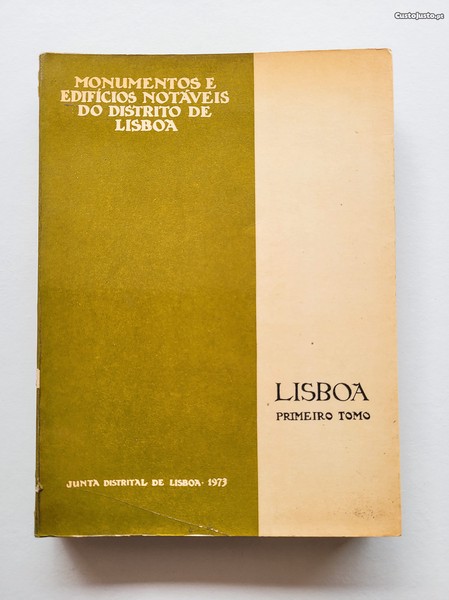 CustoJusto.pt
MONUMENTOS E
EDIFÍCIOS NOTÁVEIS
DO DISTRITO DE
LISBOA
LISBOA
PRIMEIRO TOMO
JUNTA DISTRITAL DE LISBOA · 1973